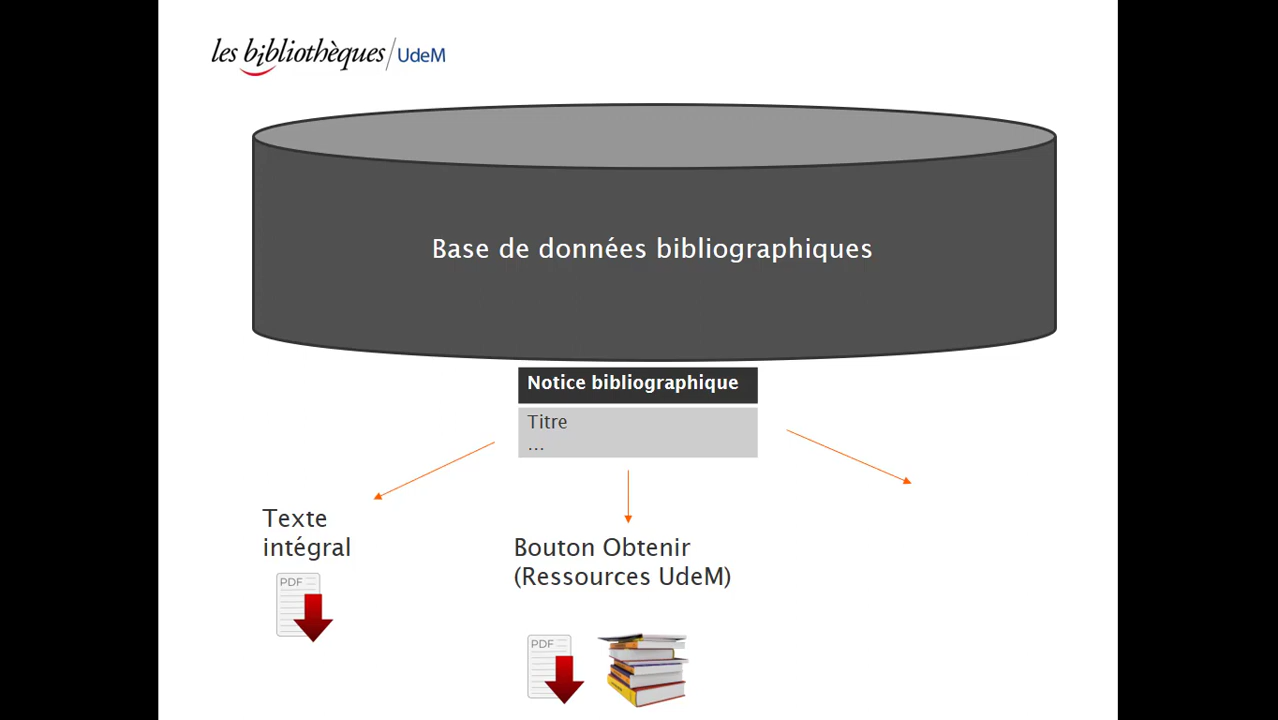 les bibliothèques/UdeM
Base de données bibliographiques
Notice bibliographique
Titre
...
Texte
intégral
PDF
Bouton Obtenir
(Ressources UdeM)
PDF